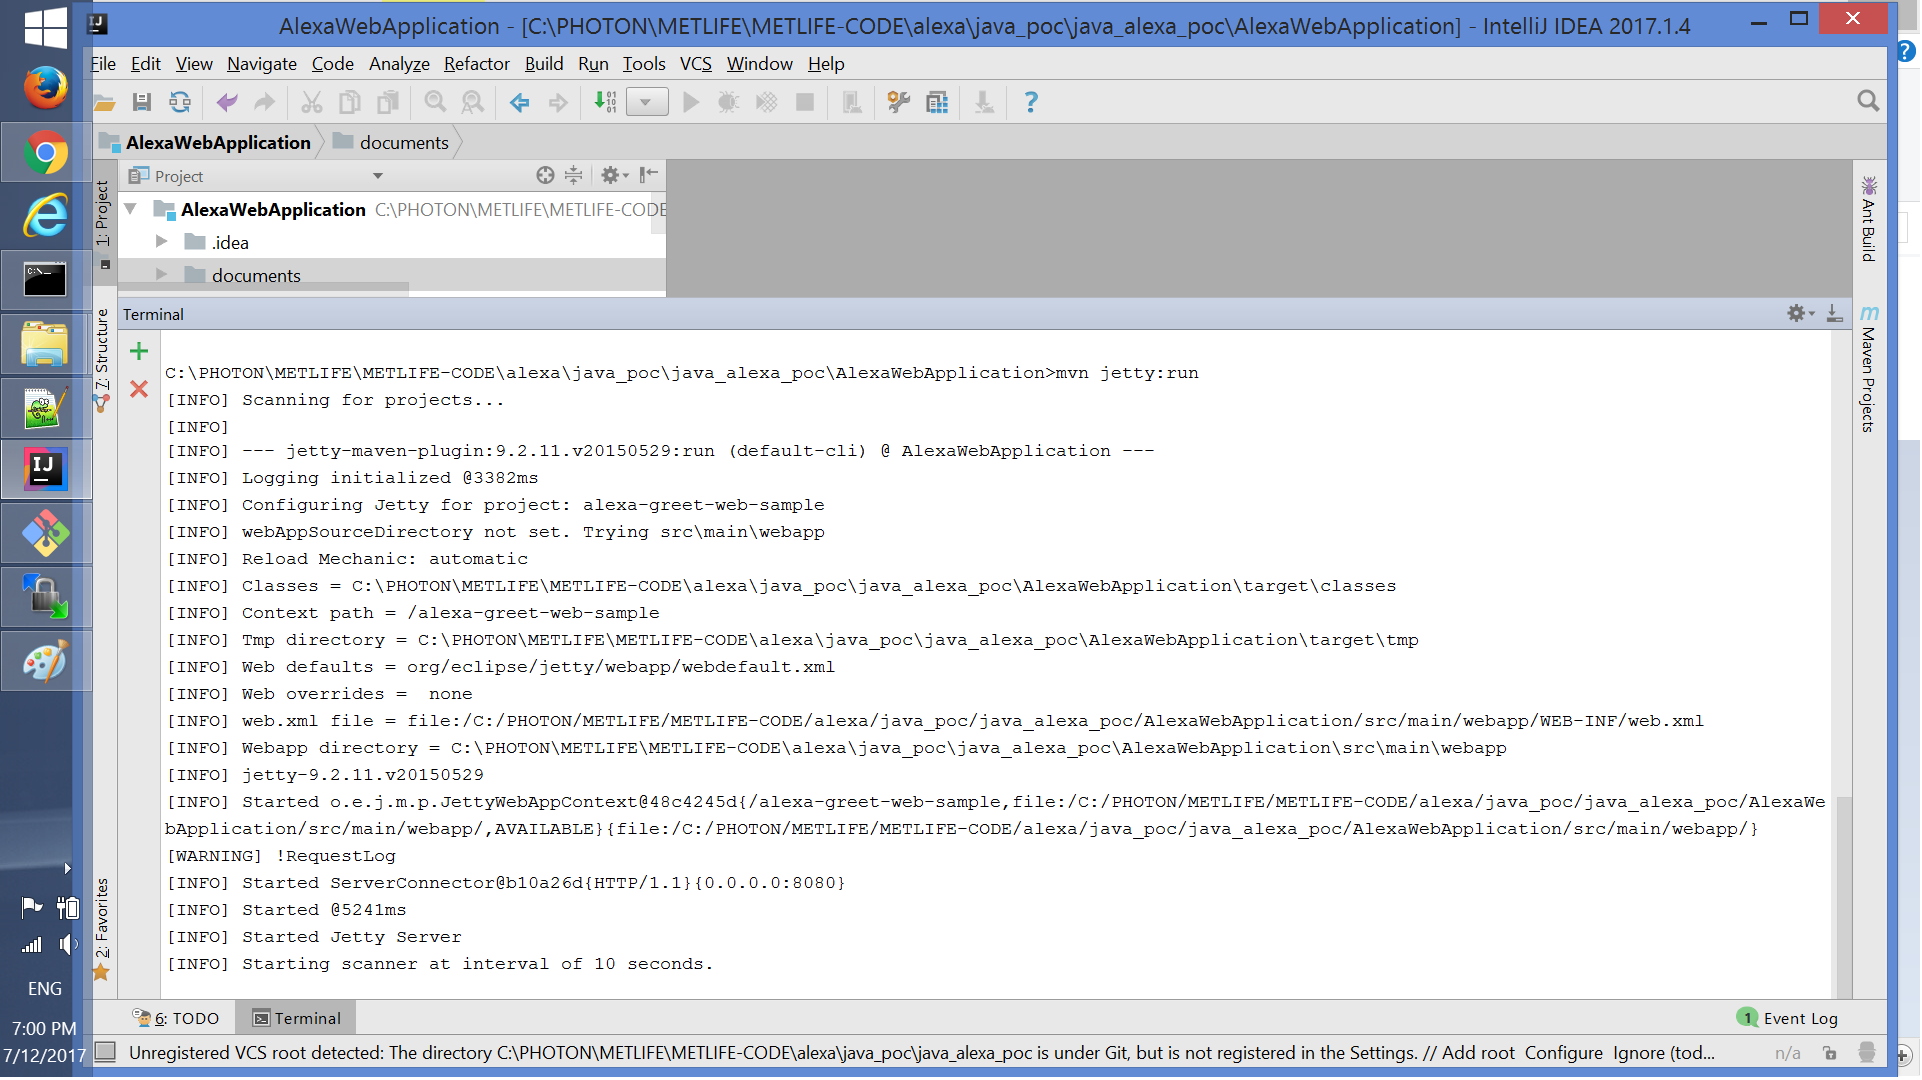 AlexaWebApplication - [C:\PHOTON\METLIFE\METLIFE-CODE\alexa\java_poc\java_alexa_poc\AlexaWebApplication] - IntelliJ IDEA 2017.1.4
File Edit View Navigate Code Analyze Refactor Build Run Tools VCS Window Help
AlexaWebApplication documents
Project
AlexaWebApplication C:\PHOTON\METLIFE\METLIFE-CODE
.idea
documents
1: Project
7: Structure
2: Favorites
Ant Build
Maven Projects
Terminal
C:\PHOTON\METLIFE\METLIFE-CODE\alexa\java_poc\java_alexa_poc\AlexaWebApplication>mvn jetty:run
[INFO] Scanning for projects...
[INFO]
[INFO] --- jetty-maven-plugin:9.2.11.v20150529:run (default-cli) @ AlexaWebApplication ---
[INFO] Logging initialized @3382ms
[INFO] Configuring Jetty for project: alexa-greet-web-sample
[INFO] webAppSourceDirectory not set. Trying src\main\webapp
[INFO] Reload Mechanic: automatic
[INFO] Classes = C:\PHOTON\METLIFE\METLIFE-CODE\alexa\java_poc\java_alexa_poc\AlexaWebApplication\target\classes
[INFO] Context path = /alexa-greet-web-sample
[INFO] Tmp directory = C:\PHOTON\METLIFE\METLIFE-CODE\alexa\java_poc\java_alexa_poc\AlexaWebApplication\target\tmp
[INFO] Web defaults = org/eclipse/jetty/webapp/webdefault.xml
[INFO] Web overrides =  none
[INFO] web.xml file = file:/C:/PHOTON/METLIFE/METLIFE-CODE/alexa/java_poc/java_alexa_poc/AlexaWebApplication/src/main/webapp/WEB-INF/web.xml
[INFO] Webapp directory = C:\PHOTON\METLIFE\METLIFE-CODE\alexa\java_poc\java_alexa_poc\AlexaWebApplication\src\main\webapp
[INFO] jetty-9.2.11.v20150529
[INFO] Started o.e.j.m.p.JettyWebAppContext@48c4245d{/alexa-greet-web-sample,file:/C:/PHOTON/METLIFE/METLIFE-CODE/alexa/java_poc/java_alexa_poc/AlexaWe
bApplication/src/main/webapp/,AVAILABLE}{file:/C:/PHOTON/METLIFE/METLIFE-CODE/alexa/java_poc/java_alexa_poc/AlexaWebApplication/src/main/webapp/}
[WARNING] !RequestLog
[INFO] Started ServerConnector@b10a26d{HTTP/1.1}{0.0.0.0:8080}
[INFO] Started @5241ms
[INFO] Started Jetty Server
[INFO] Starting scanner at interval of 10 seconds.
6: TODO Terminal 1 Event Log
Unregistered VCS root detected: The directory C:\PHOTON\METLIFE\METLIFE-CODE\alexa\java_poc\java_alexa_poc is under Git, but is not registered in the Settings. // Add root Configure Ignore (tod... n/a
ENG
7:00 PM
7/12/2017